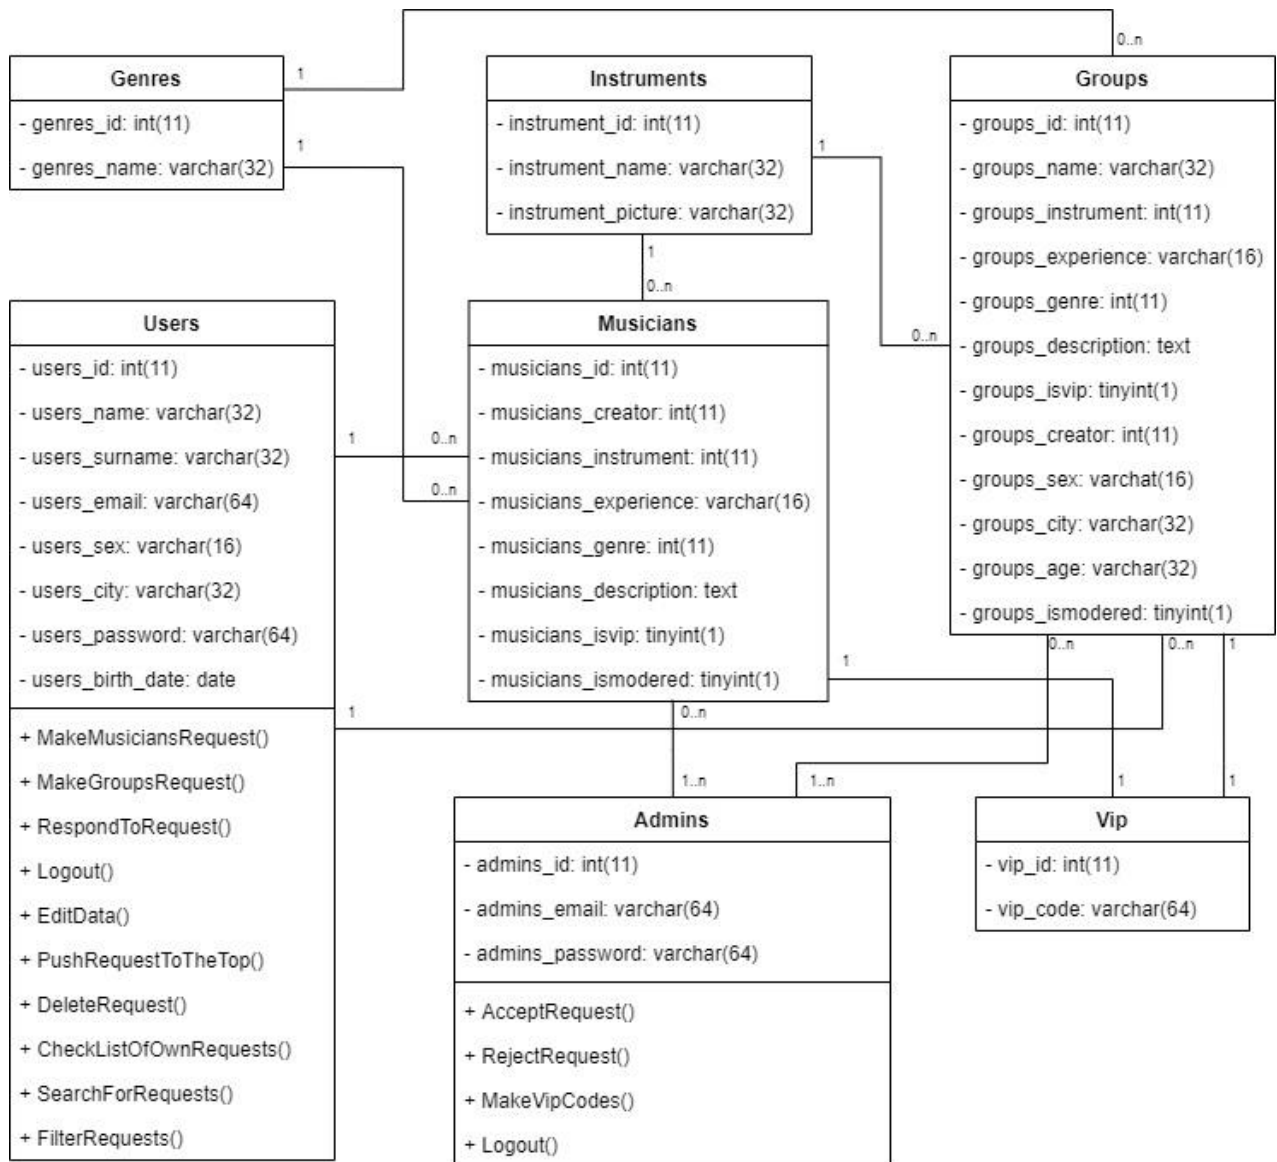 0..n
Genres
- genres_id: int(11)
- genres_name: varchar(32)
1
1
Instruments
- instrument_id: int(11)
- instrument_name: varchar(32)
- instrument_picture: varchar(32)
1
1
0..n
Groups
- groups_id: int(11)
- groups_name: varchar(32)
- groups_instrument: int(11)
- groups_experience: varchar(16)
- groups_genre: int(11)
- groups_description: text
- groups_isvip: tinyint(1)
- groups_creator: int(11)
- groups_sex: varchat(16)
- groups_city: varchar(32)
- groups_age: varchar(32)
- groups_ismodered: tinyint(1)
0..n
0..n
0..n
1
Users
- users_id: int(11)
- users_name: varchar(32)
- users_surname: varchar(32)
- users_email: varchar(64)
- users_sex: varchar(16)
- users_city: varchar(32)
- users_password: varchar(64)
- users_birth_date: date
+ MakeMusiciansRequest()
+ MakeGroupsRequest()
+ RespondToRequest()
+ Logout()
+ EditData()
+ PushRequestToTheTop()
+ DeleteRequest()
+ CheckListOfOwnRequests()
+ SearchForRequests()
+ FilterRequests()
1
0..n
0..n
1
Musicians
- musicians_id: int(11)
- musicians_creator: int(11)
- musicians_instrument: int(11)
- musicians_experience: varchar(16)
- musicians_genre: int(11)
- musicians_description: text
- musicians_isvip: tinyint(1)
- musicians_ismodered: tinyint(1)
1
0..n
1..n
1..n
1
1
Admins
- admins_id: int(11)
- admins_email: varchar(64)
- admins_password: varchar(64)
+ AcceptRequest()
+ RejectRequest()
+ MakeVipCodes()
+ Logout()
Vip
- vip_id: int(11)
- vip_code: varchar(64)